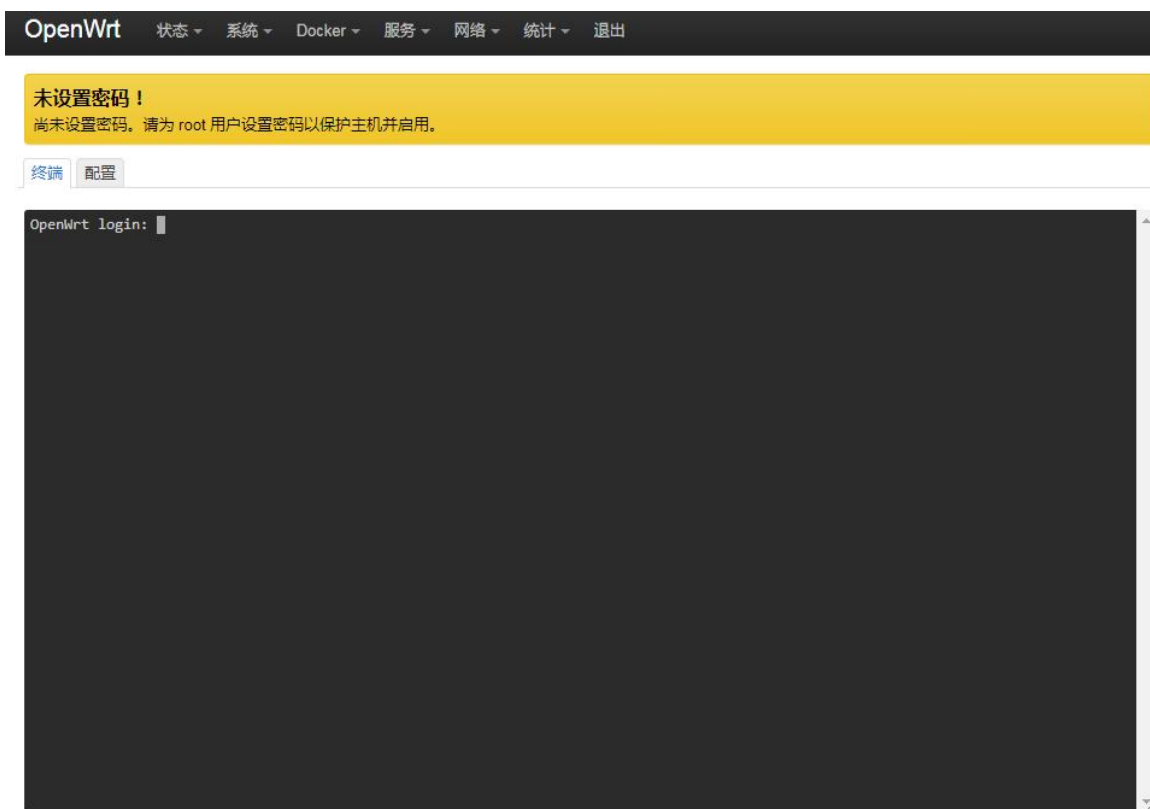 OpenWrt 状态 系统 Docker 服务 网络 统计 退出
未设置密码！
尚未设置密码。请为 root 用户设置密码以保护主机并启用。
终端 配置
OpenWrt login: